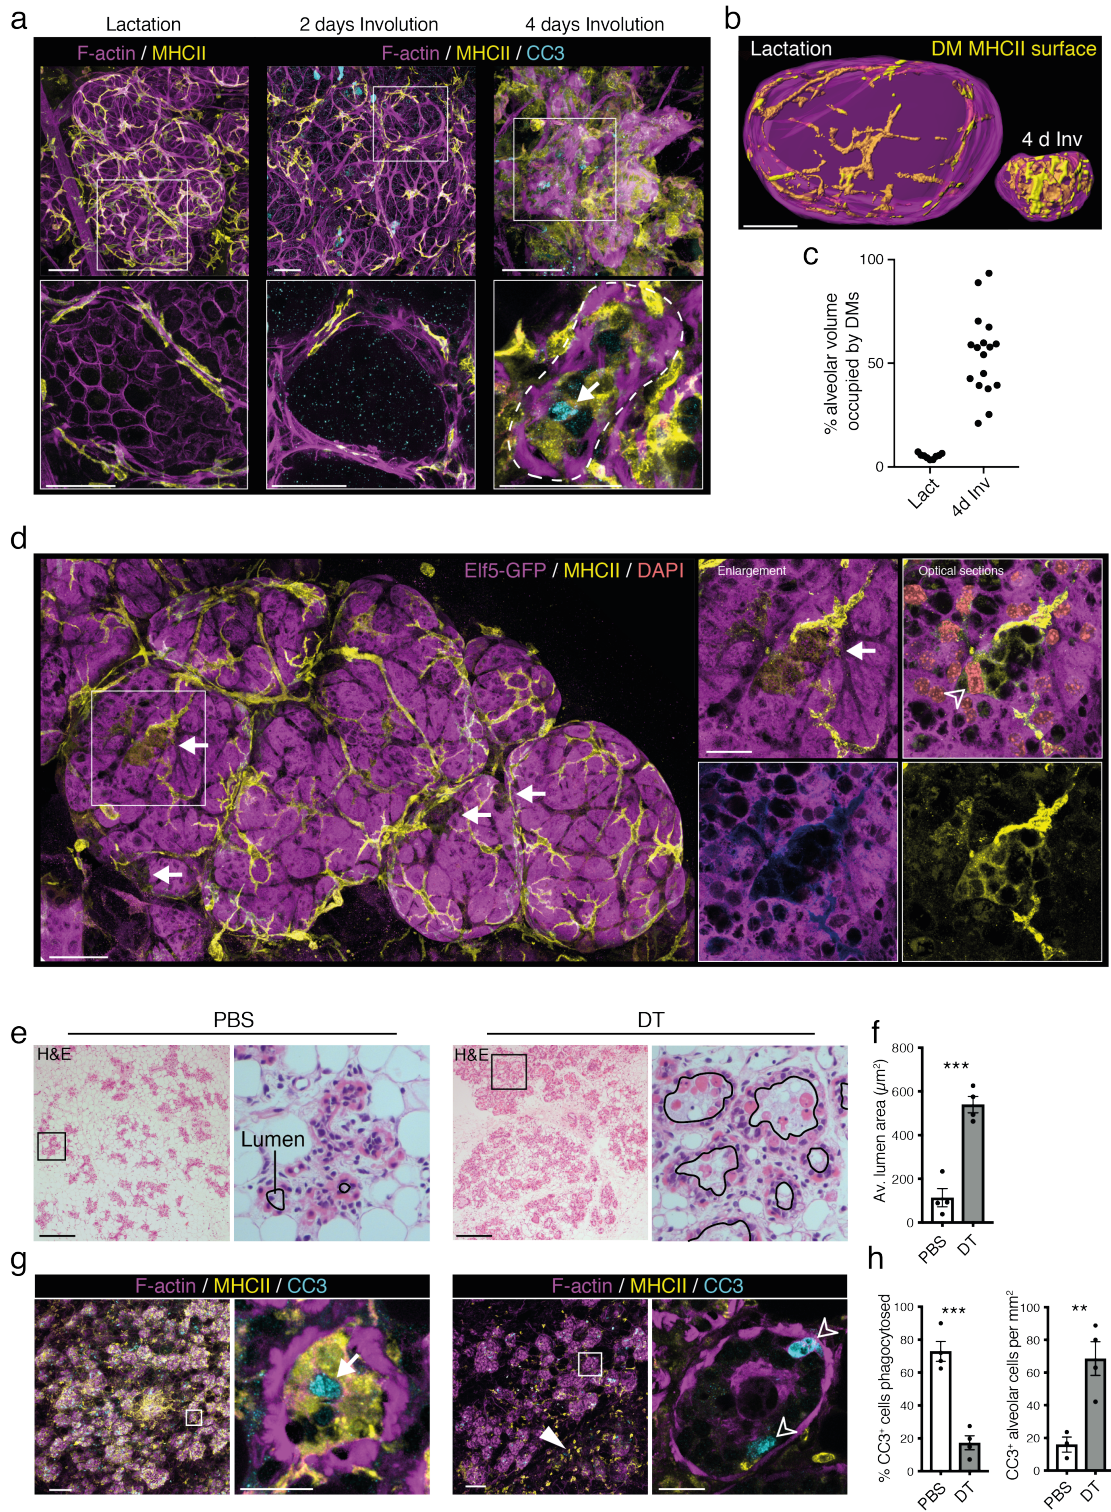 a
Lactation
2 days Involution
4 days Involution
F-actin / MHCII
F-actin / MHCII / CC3
b
Lactation
DM MHCII surface
4 d Inv
c
% alveolar volume
occupied by DMs
100
50
0
Lact
4d Inv
d
Elf5-GFP / MHCII / DAPI
Enlargement
Optical sections
e
PBS
DT
H&E
Lumen
H&E
f
Av. lumen area (µm²)
800
600
400
200
0
***
PBS
DT
g
F-actin / MHCII / CC3
F-actin / MHCII / CC3
h
% CC3⁺ cells phagocytosed
100
80
60
40
20
0
***
PBS
DT
CC3⁺ alveolar cells per mm²
100
80
60
40
20
0
**
PBS
DT